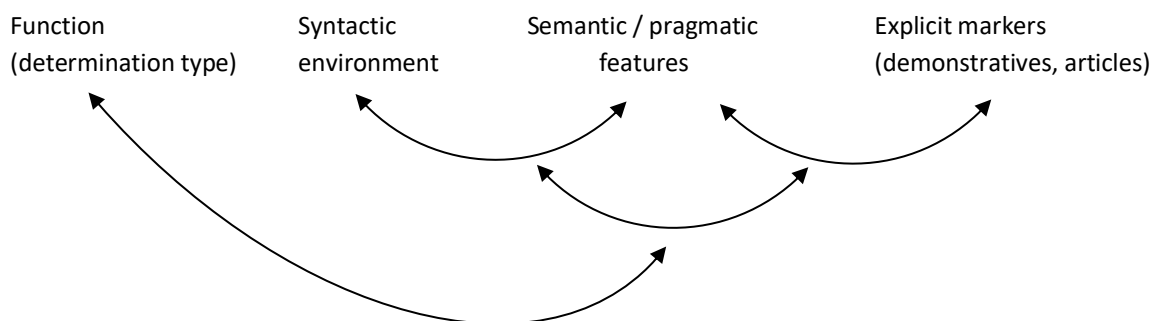 Function
(determination type)
Syntactic
environment
Semantic / pragmatic
features
Explicit markers
(demonstratives, articles)